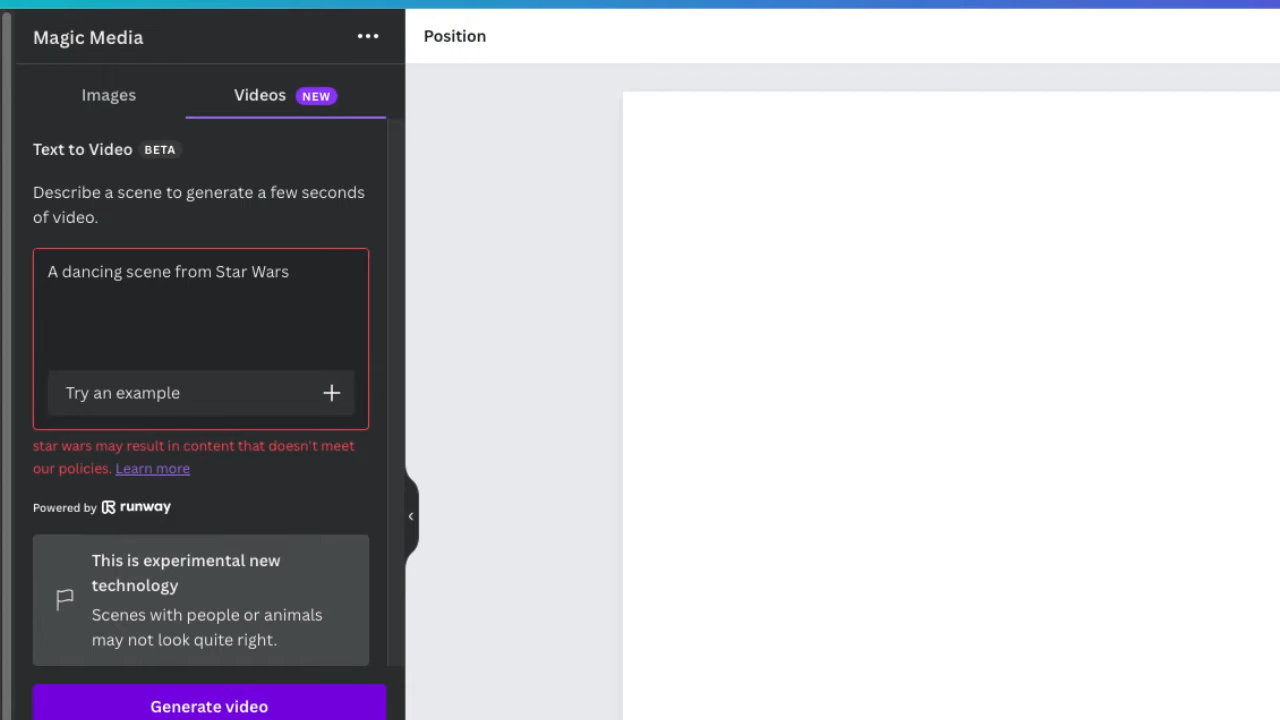 Magic Media
Position
Images
Videos NEW
Text to Video BETA
Describe a scene to generate a few seconds
of video.
A dancing scene from Star Wars
Try an example
star wars may result in content that doesn't meet
our policies. Learn more
Powered by runway
This is experimental new
technology
Scenes with people or animals
may not look quite right.
Generate video